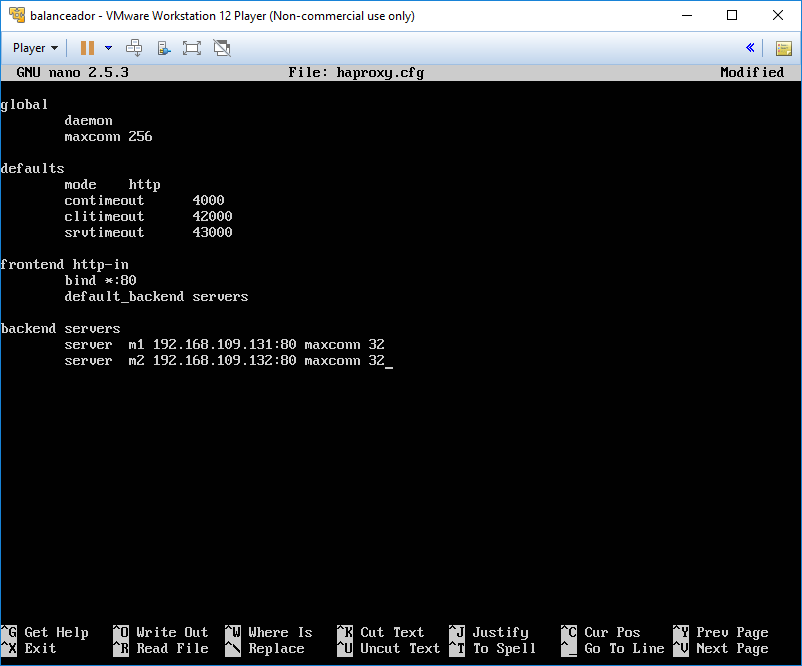 balanceador - VMware Workstation 12 Player (Non-commercial use only)
Player
GNU nano 2.5.3 File: haproxy.cfg Modified
global
daemon
maxconn 256
defaults
mode http
contimeout 4000
clitimeout 42000
srvtimeout 43000
frontend http-in
bind *:80
default_backend servers
backend servers
server m1 192.168.109.131:80 maxconn 32
server m2 192.168.109.132:80 maxconn 32_
^G Get Help ^O Write Out ^W Where Is ^K Cut Text ^J Justify ^C Cur Pos ^Y Prev Page
^X Exit ^R Read File ^\ Replace ^U Uncut Text ^T To Spell ^_ Go To Line ^V Next Page